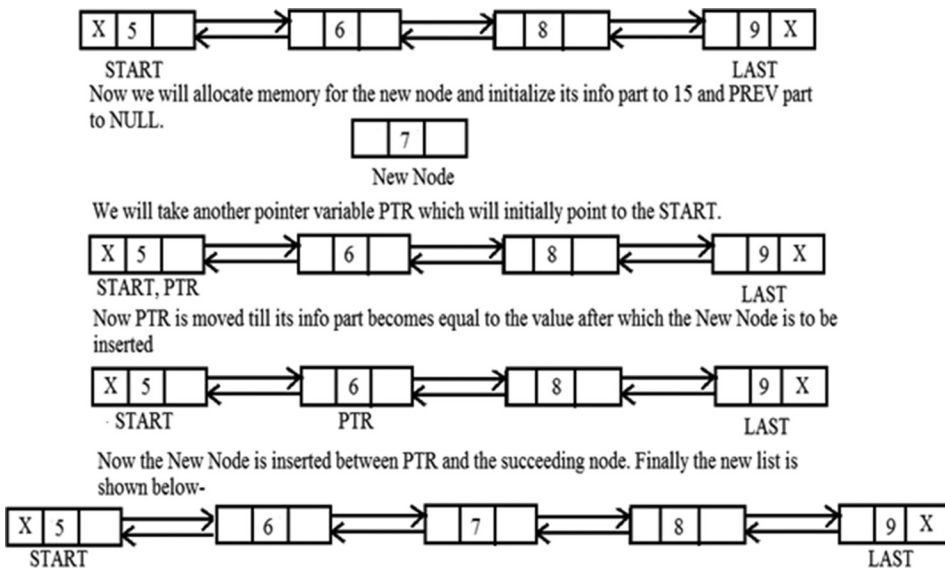 X 5 6 8 9 X
START LAST
Now we will allocate memory for the new node and initialize its info part to 15 and PREV part
to NULL.
7
New Node
We will take another pointer variable PTR which will initially point to the START.
X 5 6 8 9 X
START, PTR LAST
Now PTR is moved till its info part becomes equal to the value after which the New Node is to be
inserted
X 5 6 8 9 X
START PTR LAST
Now the New Node is inserted between PTR and the succeeding node. Finally the new list is
shown below-
X 5 6 7 8 9 X
START LAST